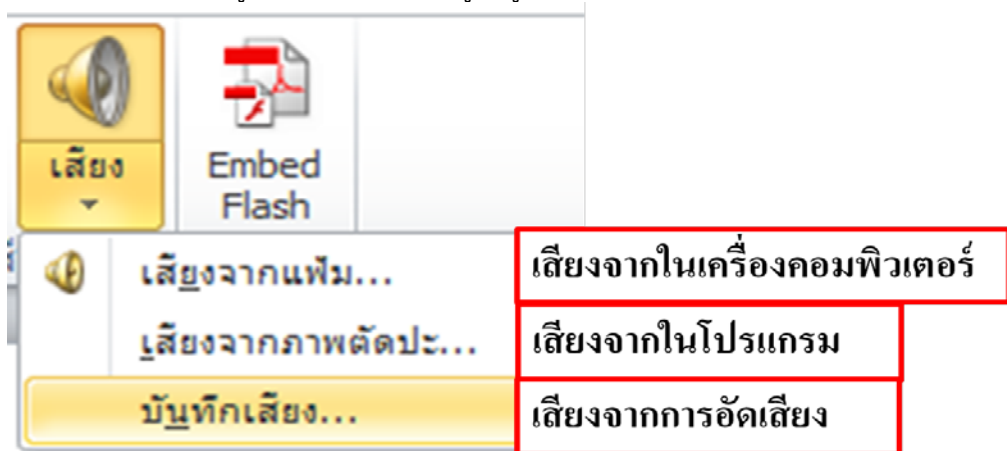 เสียง
Embed
Flash
เสียงจากแฟ้ม...
เสียงจากในเครื่องคอมพิวเตอร์
เสียงจากภาพตัดปะ...
เสียงจากในโปรแกรม
บันทึกเสียง...
เสียงจากการอัดเสียง